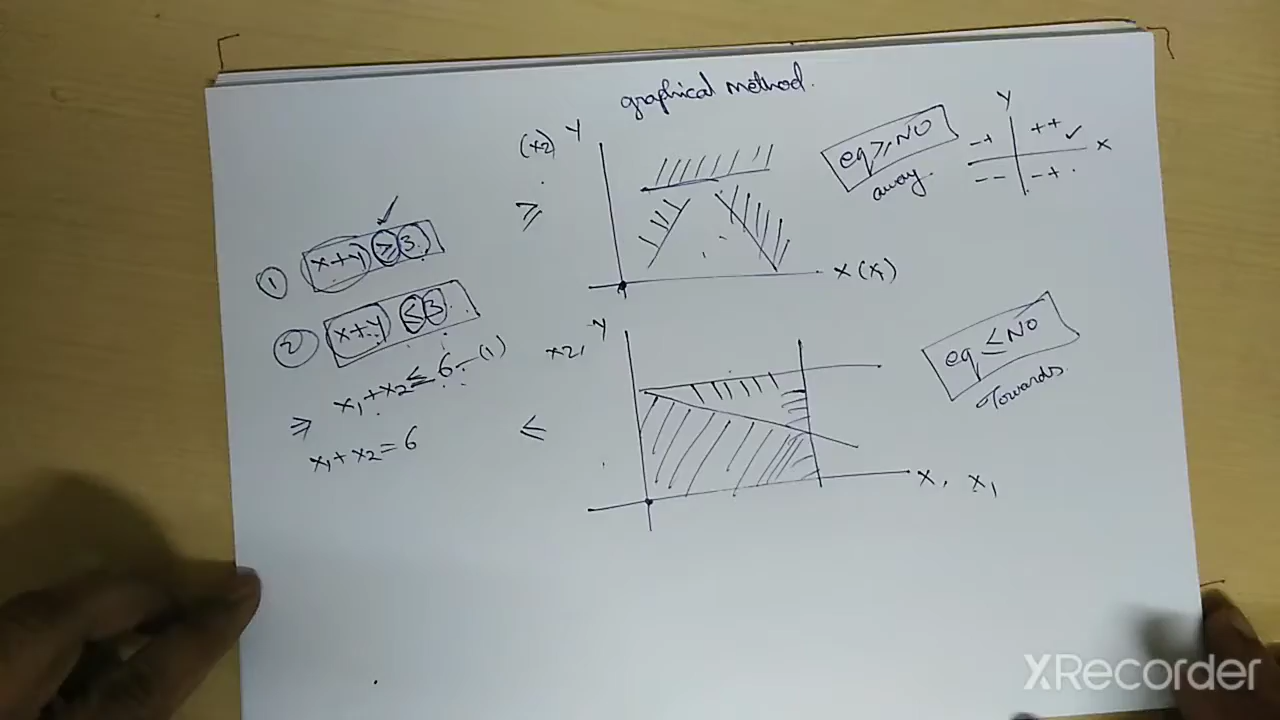 graphical method.
(x2) Y
≥
x (x1)
eq ≥ NO
away.
Y
-+ ++ ✓
x
-- -+
① x+y ≥ 3
② x+y ≤ 3
x1+x2 ≤ 6 -(1)
⇒
x1+x2 = 6
x2, Y
≤
x, x1
eq ≤ NO
Towards.
XRecorder